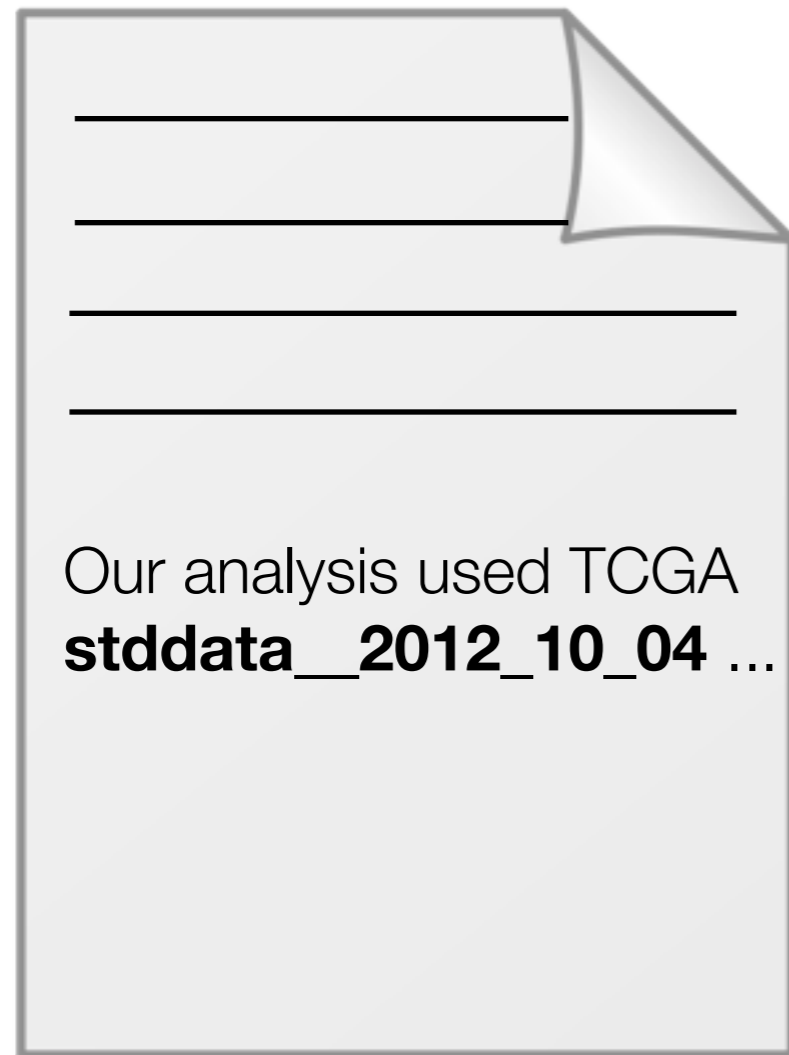 Our analysis used TCGA
stddata__2012_10_04 ...